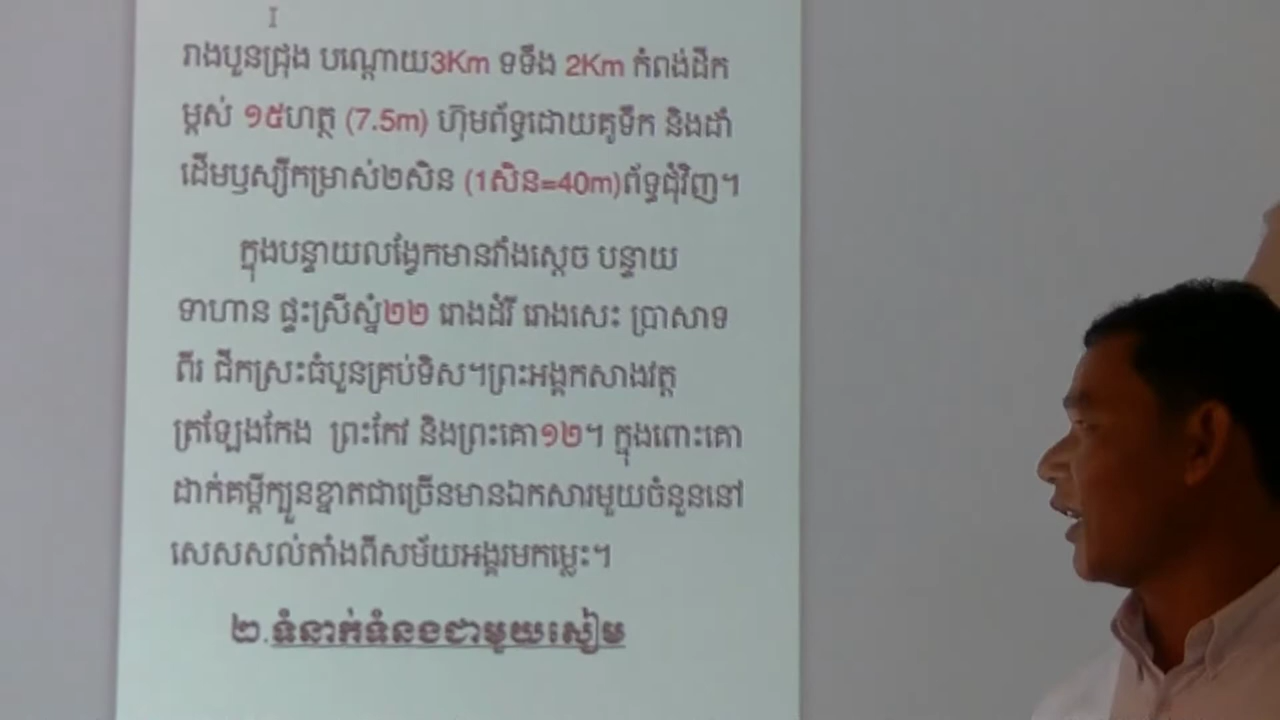 រាងបួនជ្រុង បណ្ដោយ3Km ទទឹង 2Km កំពង់ដឹក
ម្ពស់ ១៥ហត្ថ (7.5m) ហ៊ុមព័ទ្ធដោយគូទឹក និងដាំ
ដើមឫស្សីកម្រាស់២សិន (1សិន=40m)ព័ទ្ធជុំវិញ។
ក្នុងបន្ទាយលង្វែកមានវាំងស្ដេច បន្ទាយ
ទាហាន ផ្ទះស្រីស្នំ២២ រោងដំរី រោងសេះ ប្រាសាទ
ពីរ ជីកស្រះធំបួនគ្រប់ទិស។ព្រះអង្គកសាងវត្ត
ត្រឡែងកែង ព្រះកែវ និងព្រះគោ១២។ ក្នុងពោះគោ
ដាក់គម្ពីក្បួនខ្នាតជាច្រើនមានឯកសារមួយចំនួននៅ
សេសសល់តាំងពីសម័យអង្គរមកម្លេះ។
២.ទំនាក់ទំនងជាមួយសៀម